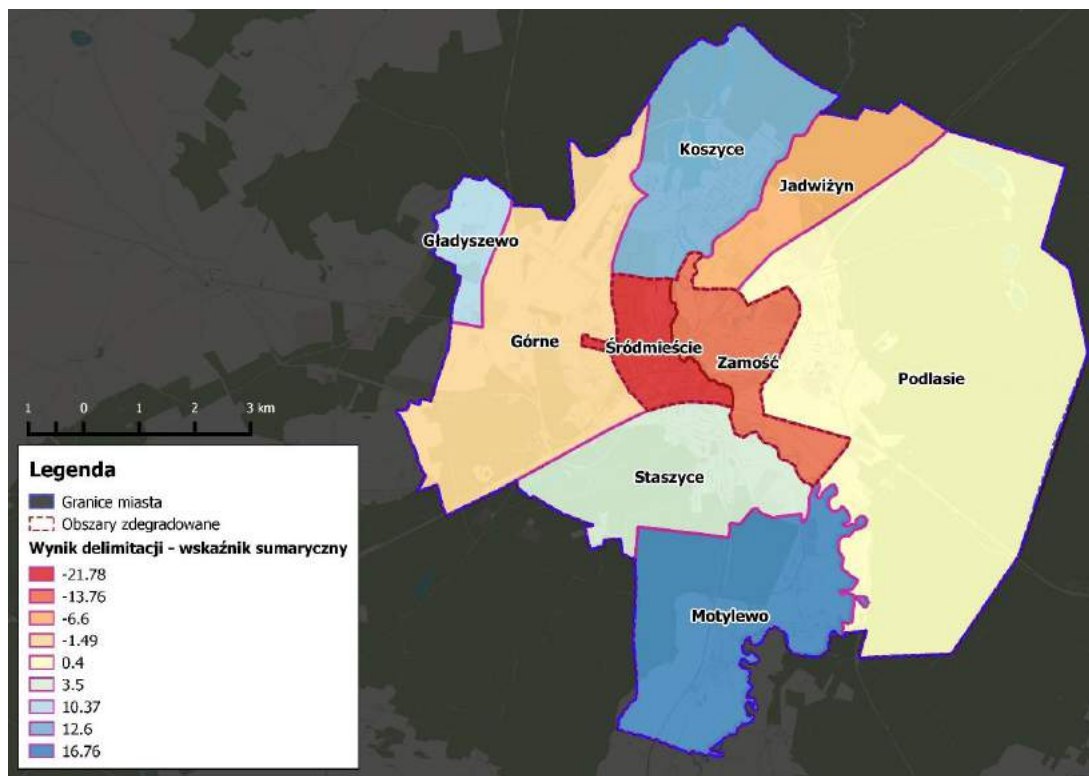 Koszyce
Jadwiżyn
Gładyszewo
Górne
Śródmieście
Zamość
Podlasie
Staszyce
Motylewo
1 0 1 2 3 km
Legenda
Granice miasta
Obszary zdegradowane
Wynik delimitacji - wskaźnik sumaryczny
-21.78
-13.76
-6.6
-1.49
0.4
3.5
10.37
12.6
16.76